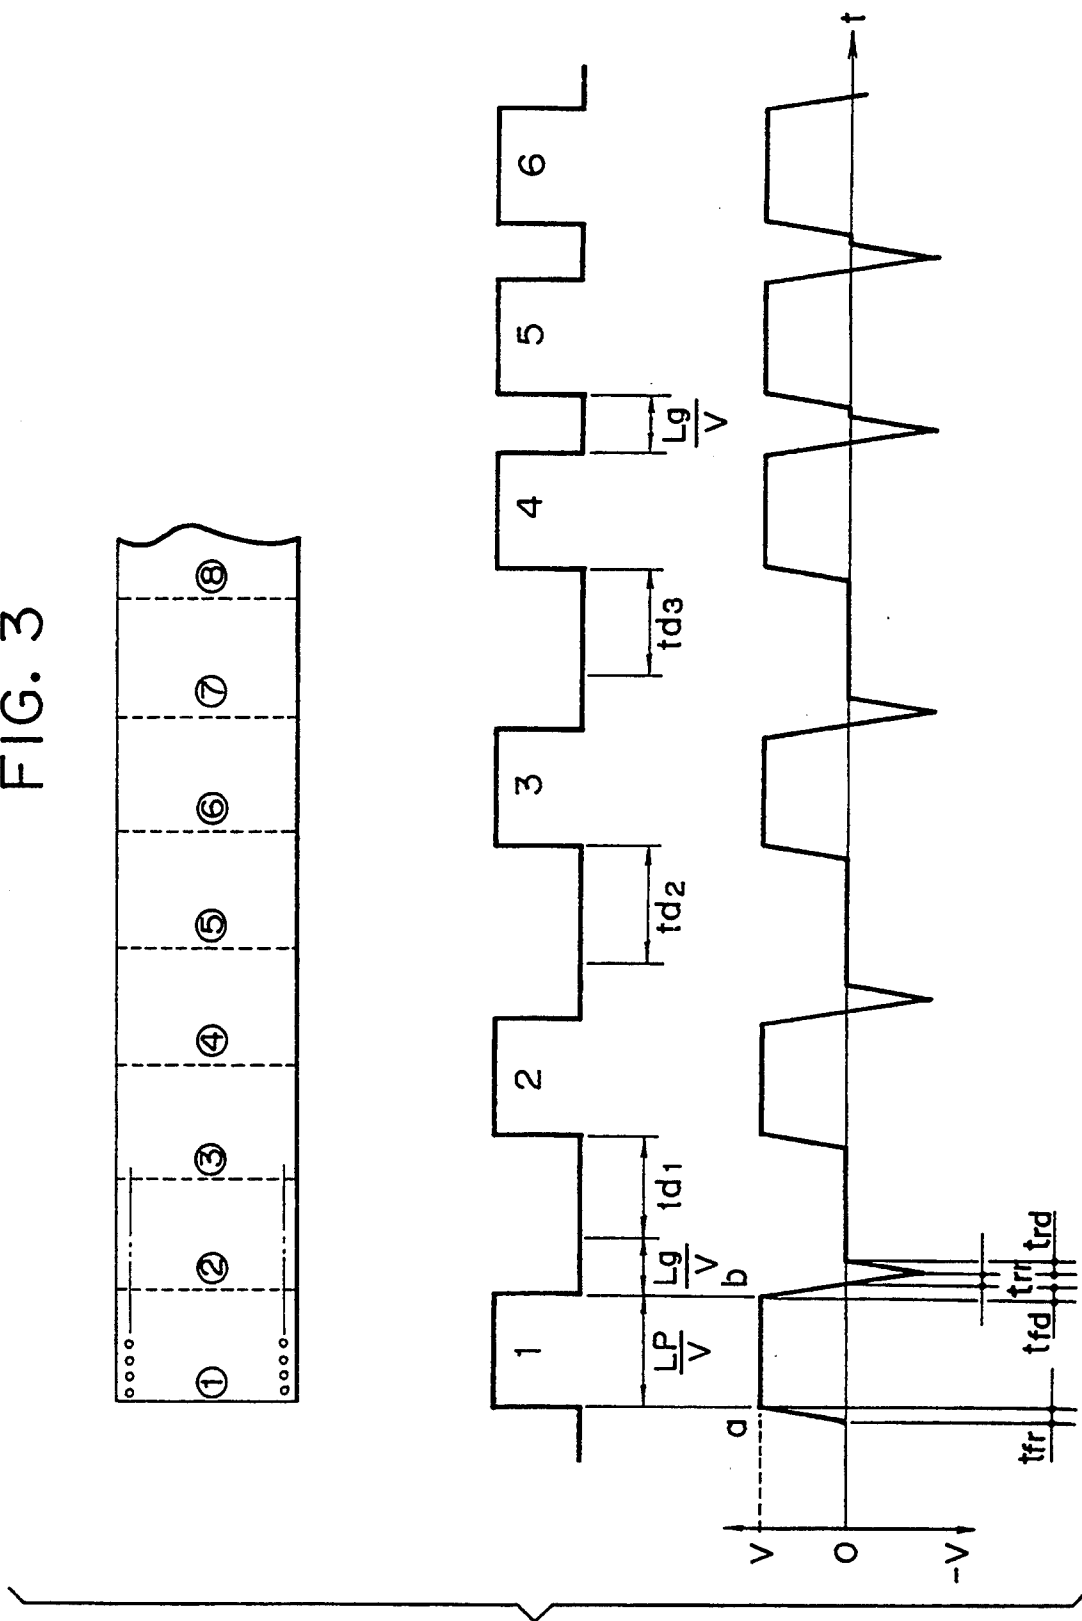 FIG. 3
① ② ③ ④ ⑤ ⑥ ⑦ ⑧
1 2 3 4 5 6
LP/V Lg/V td1 td2 td3 Lg/V
a b
V
O
-V
t
tfr tfd trr trd